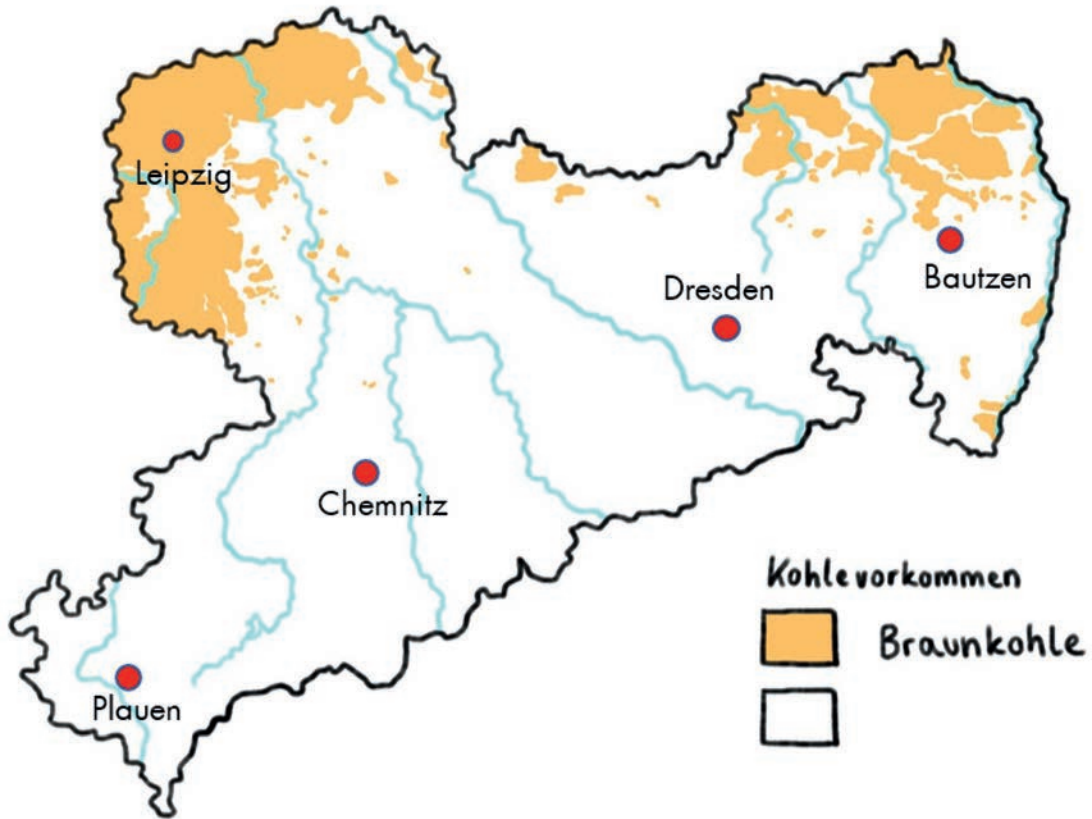 Leipzig
Dresden
Bautzen
Chemnitz
Plauen
Kohlevorkommen
Braunkohle